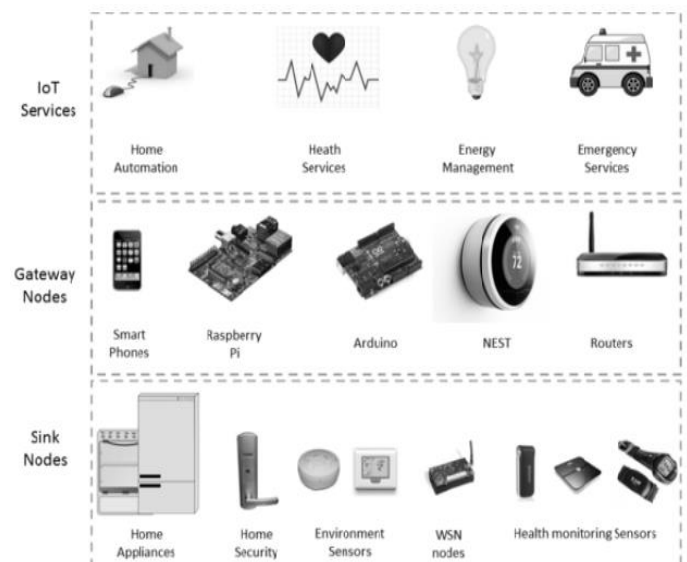 IoT
Services
Home
Automation
Heath
Services
Energy
Management
Emergency
Services
Gateway
Nodes
72
Smart
Phones
Raspberry
Pi
Arduino
NEST
Routers
Sink
Nodes
Home
Appliances
Home
Security
Environment
Sensors
WSN
nodes
Health monitoring Sensors